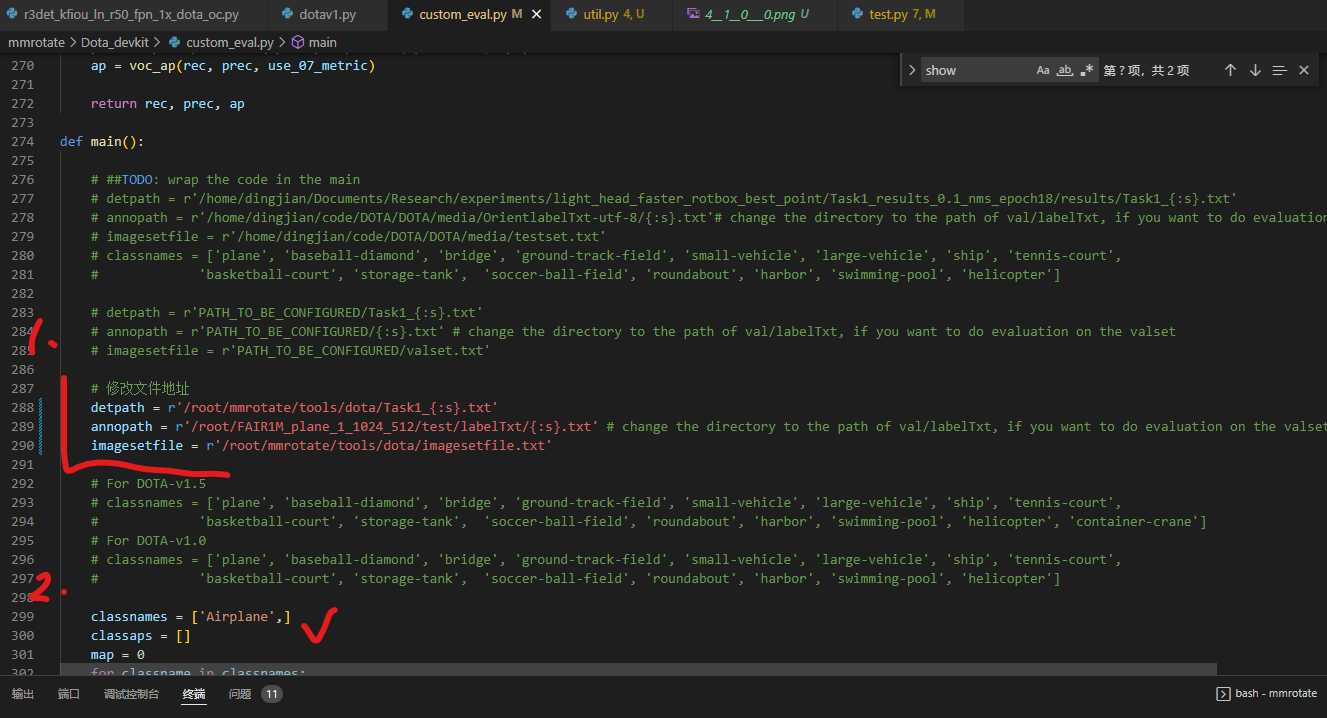 r3det_kfiou_ln_r50_fpn_1x_dota_oc.py dotav1.py custom_eval.py M util.py 4, U 4__1__0___0.png U test.py 7, M
mmrotate > Dota_devkit > custom_eval.py > main
show Aa ab .* 第?项, 共2项
270 ap = voc_ap(rec, prec, use_07_metric)
271
272 return rec, prec, ap
273
274 def main():
275
276 # ##TODO: wrap the code in the main
277 # detpath = r'/home/dingjian/Documents/Research/experiments/light_head_faster_rotbox_best_point/Task1_results_0.1_nms_epoch18/results/Task1_{:s}.txt'
278 # annopath = r'/home/dingjian/code/DOTA/DOTA/media/OrientlabelTxt-utf-8/{:s}.txt'# change the directory to the path of val/labelTxt, if you want to do evaluation
279 # imagesetfile = r'/home/dingjian/code/DOTA/DOTA/media/testset.txt'
280 # classnames = ['plane', 'baseball-diamond', 'bridge', 'ground-track-field', 'small-vehicle', 'large-vehicle', 'ship', 'tennis-court',
281 # 'basketball-court', 'storage-tank', 'soccer-ball-field', 'roundabout', 'harbor', 'swimming-pool', 'helicopter']
282
283 # detpath = r'PATH_TO_BE_CONFIGURED/Task1_{:s}.txt'
284 # annopath = r'PATH_TO_BE_CONFIGURED/{:s}.txt' # change the directory to the path of val/labelTxt, if you want to do evaluation on the valset
1.
285 # imagesetfile = r'PATH_TO_BE_CONFIGURED/valset.txt'
286
287 # 修改文件地址
288 detpath = r'/root/mmrotate/tools/dota/Task1_{:s}.txt'
289 annopath = r'/root/FAIR1M_plane_1_1024_512/test/labelTxt/{:s}.txt' # change the directory to the path of val/labelTxt, if you want to do evaluation on the valset
290 imagesetfile = r'/root/mmrotate/tools/dota/imagesetfile.txt'
291
292 # For DOTA-v1.5
293 # classnames = ['plane', 'baseball-diamond', 'bridge', 'ground-track-field', 'small-vehicle', 'large-vehicle', 'ship', 'tennis-court',
294 # 'basketball-court', 'storage-tank', 'soccer-ball-field', 'roundabout', 'harbor', 'swimming-pool', 'helicopter', 'container-crane']
295 # For DOTA-v1.0
296 # classnames = ['plane', 'baseball-diamond', 'bridge', 'ground-track-field', 'small-vehicle', 'large-vehicle', 'ship', 'tennis-court',
297 # 'basketball-court', 'storage-tank', 'soccer-ball-field', 'roundabout', 'harbor', 'swimming-pool', 'helicopter']
2.
298
299 classnames = ['Airplane',]
300 classaps = []
301 map = 0
302 for classname in classnames:
输出 端口 调试控制台 终端 问题 11 bash - mmrotate